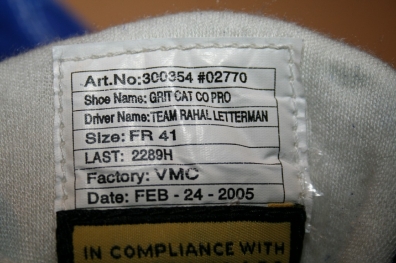 Art.No:300354 #02770
Shoe Name: GRIT CAT CO PRO
Driver Name: TEAM RAHAL LETTERMAN
Size: FR 41
LAST: 2289H
Factory: VMC
Date: FEB - 24 - 2005
IN COMPLIANCE WITH